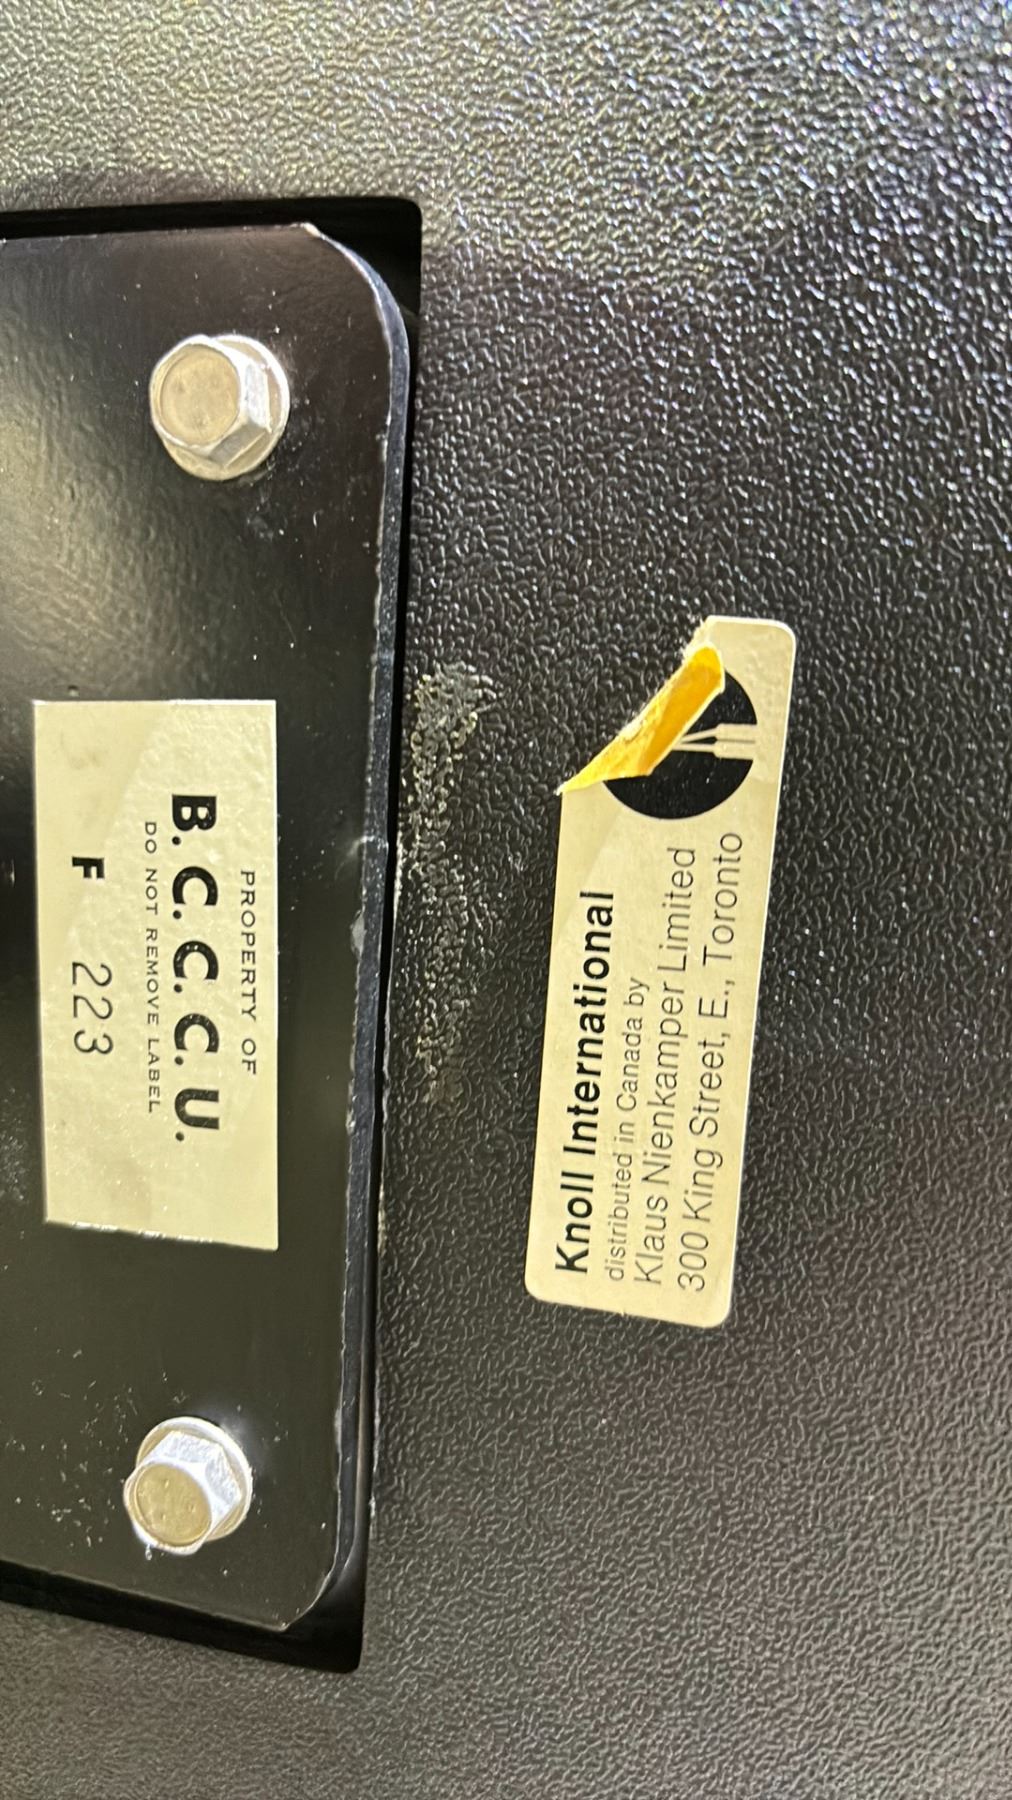 PROPERTY OF
B. C. C. C. U.
DO NOT REMOVE LABEL
F 223
Knoll International
distributed in Canada by
Klaus Nienkamper Limited
300 King Street, E., Toronto